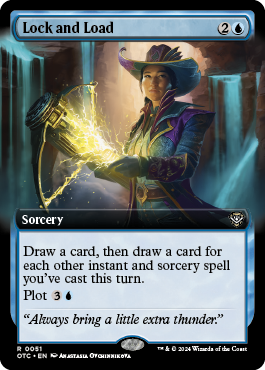 Lock and Load 2
Sorcery
Draw a card, then draw a card for
each other instant and sorcery spell
you've cast this turn.
Plot 3
“Always bring a little extra thunder.”
R 0051
OTC • EN ANASTASIA OVCHINNIKOVA
™ & © 2024 Wizards of the Coast